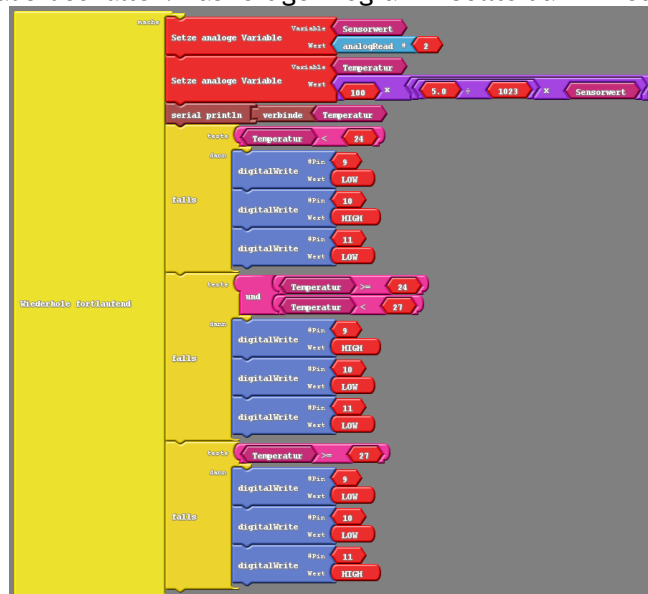 mache
Setze analoge Variable Variable Sensorwert
Wert analogRead # 2
Setze analoge Variable Variable Temperatur
Wert 100 x 5.0 ÷ 1023 x Sensorwert
serial println verbinde Temperatur
teste Temperatur < 24
dann
digitalWrite #Pin 9
Wert LOW
falls
digitalWrite #Pin 10
Wert HIGH
digitalWrite #Pin 11
Wert LOW
teste und Temperatur >= 24
Temperatur < 27
Wiederhole fortlaufend
dann
digitalWrite #Pin 9
Wert HIGH
falls
digitalWrite #Pin 10
Wert LOW
digitalWrite #Pin 11
Wert LOW
teste Temperatur >= 27
dann
digitalWrite #Pin 9
Wert LOW
falls
digitalWrite #Pin 10
Wert LOW
digitalWrite #Pin 11
Wert HIGH